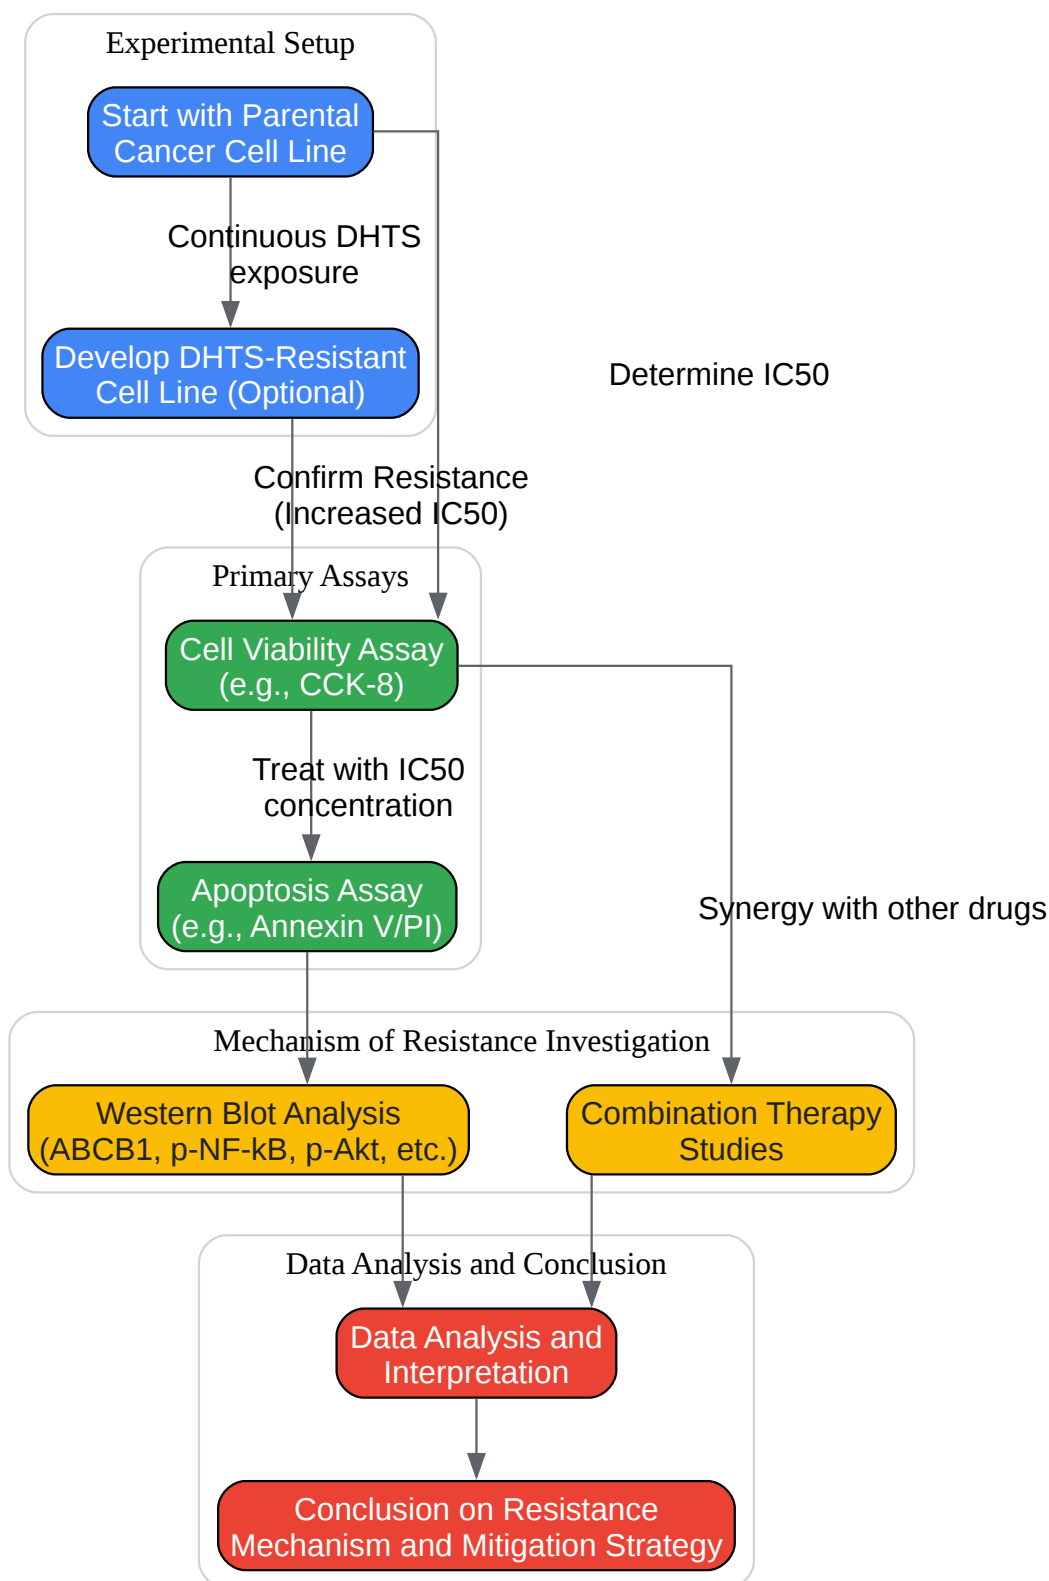 Experimental Setup
Start with Parental
Cancer Cell Line
Continuous DHTS
exposure
Develop DHTS-Resistant
Cell Line (Optional)
Determine IC50
Confirm Resistance
(Increased IC50)
Primary Assays
Cell Viability Assay
(e.g., CCK-8)
Treat with IC50
concentration
Apoptosis Assay
(e.g., Annexin V/PI)
Synergy with other drugs
Mechanism of Resistance Investigation
Western Blot Analysis
(ABCB1, p-NF-kB, p-Akt, etc.)
Combination Therapy
Studies
Data Analysis and Conclusion
Data Analysis and
Interpretation
Conclusion on Resistance
Mechanism and Mitigation Strategy